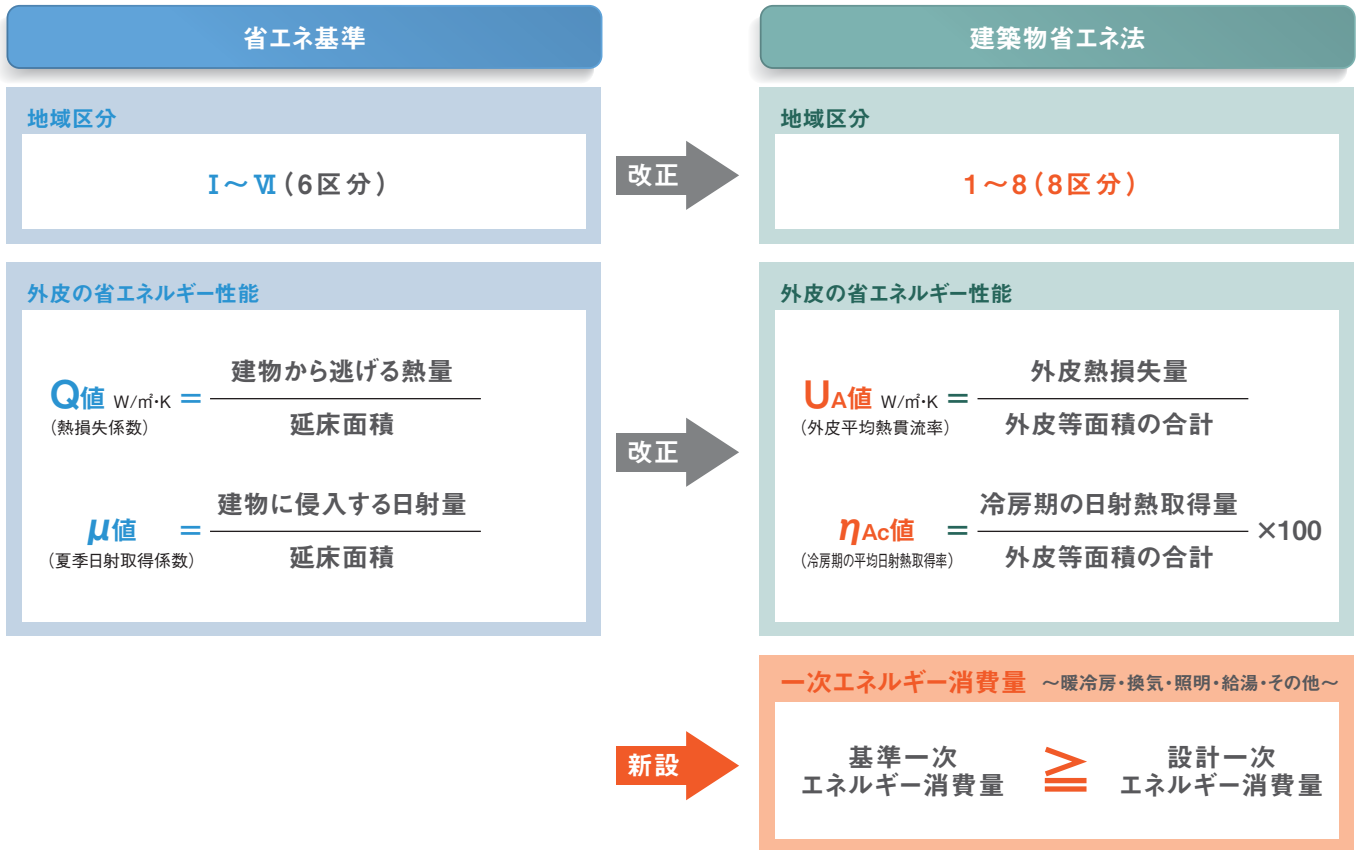 省エネ基準
建築物省エネ法
地域区分
Ⅰ～Ⅵ（6区分）
改正
地域区分
1～8（8区分）
外皮の省エネルギー性能
Q値 W/㎡・K ＝
（熱損失係数）
建物から逃げる熱量
延床面積
μ値 ＝
（夏季日射取得係数）
建物に侵入する日射量
延床面積
改正
外皮の省エネルギー性能
UA値 W/㎡・K ＝
（外皮平均熱貫流率）
外皮熱損失量
外皮等面積の合計
ηAc値 ＝
（冷房期の平均日射熱取得率）
冷房期の日射熱取得量
外皮等面積の合計
×100
新設
一次エネルギー消費量 ～暖冷房・換気・照明・給湯・その他～
基準一次
エネルギー消費量
≧
設計一次
エネルギー消費量